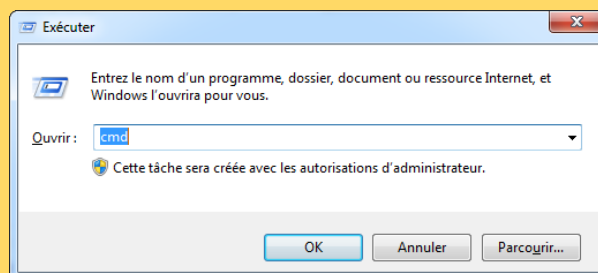 Exécuter
Entrez le nom d'un programme, dossier, document ou ressource Internet, et
Windows l'ouvrira pour vous.
Ouvrir : cmd
Cette tâche sera créée avec les autorisations d'administrateur.
OK Annuler Parcourir...